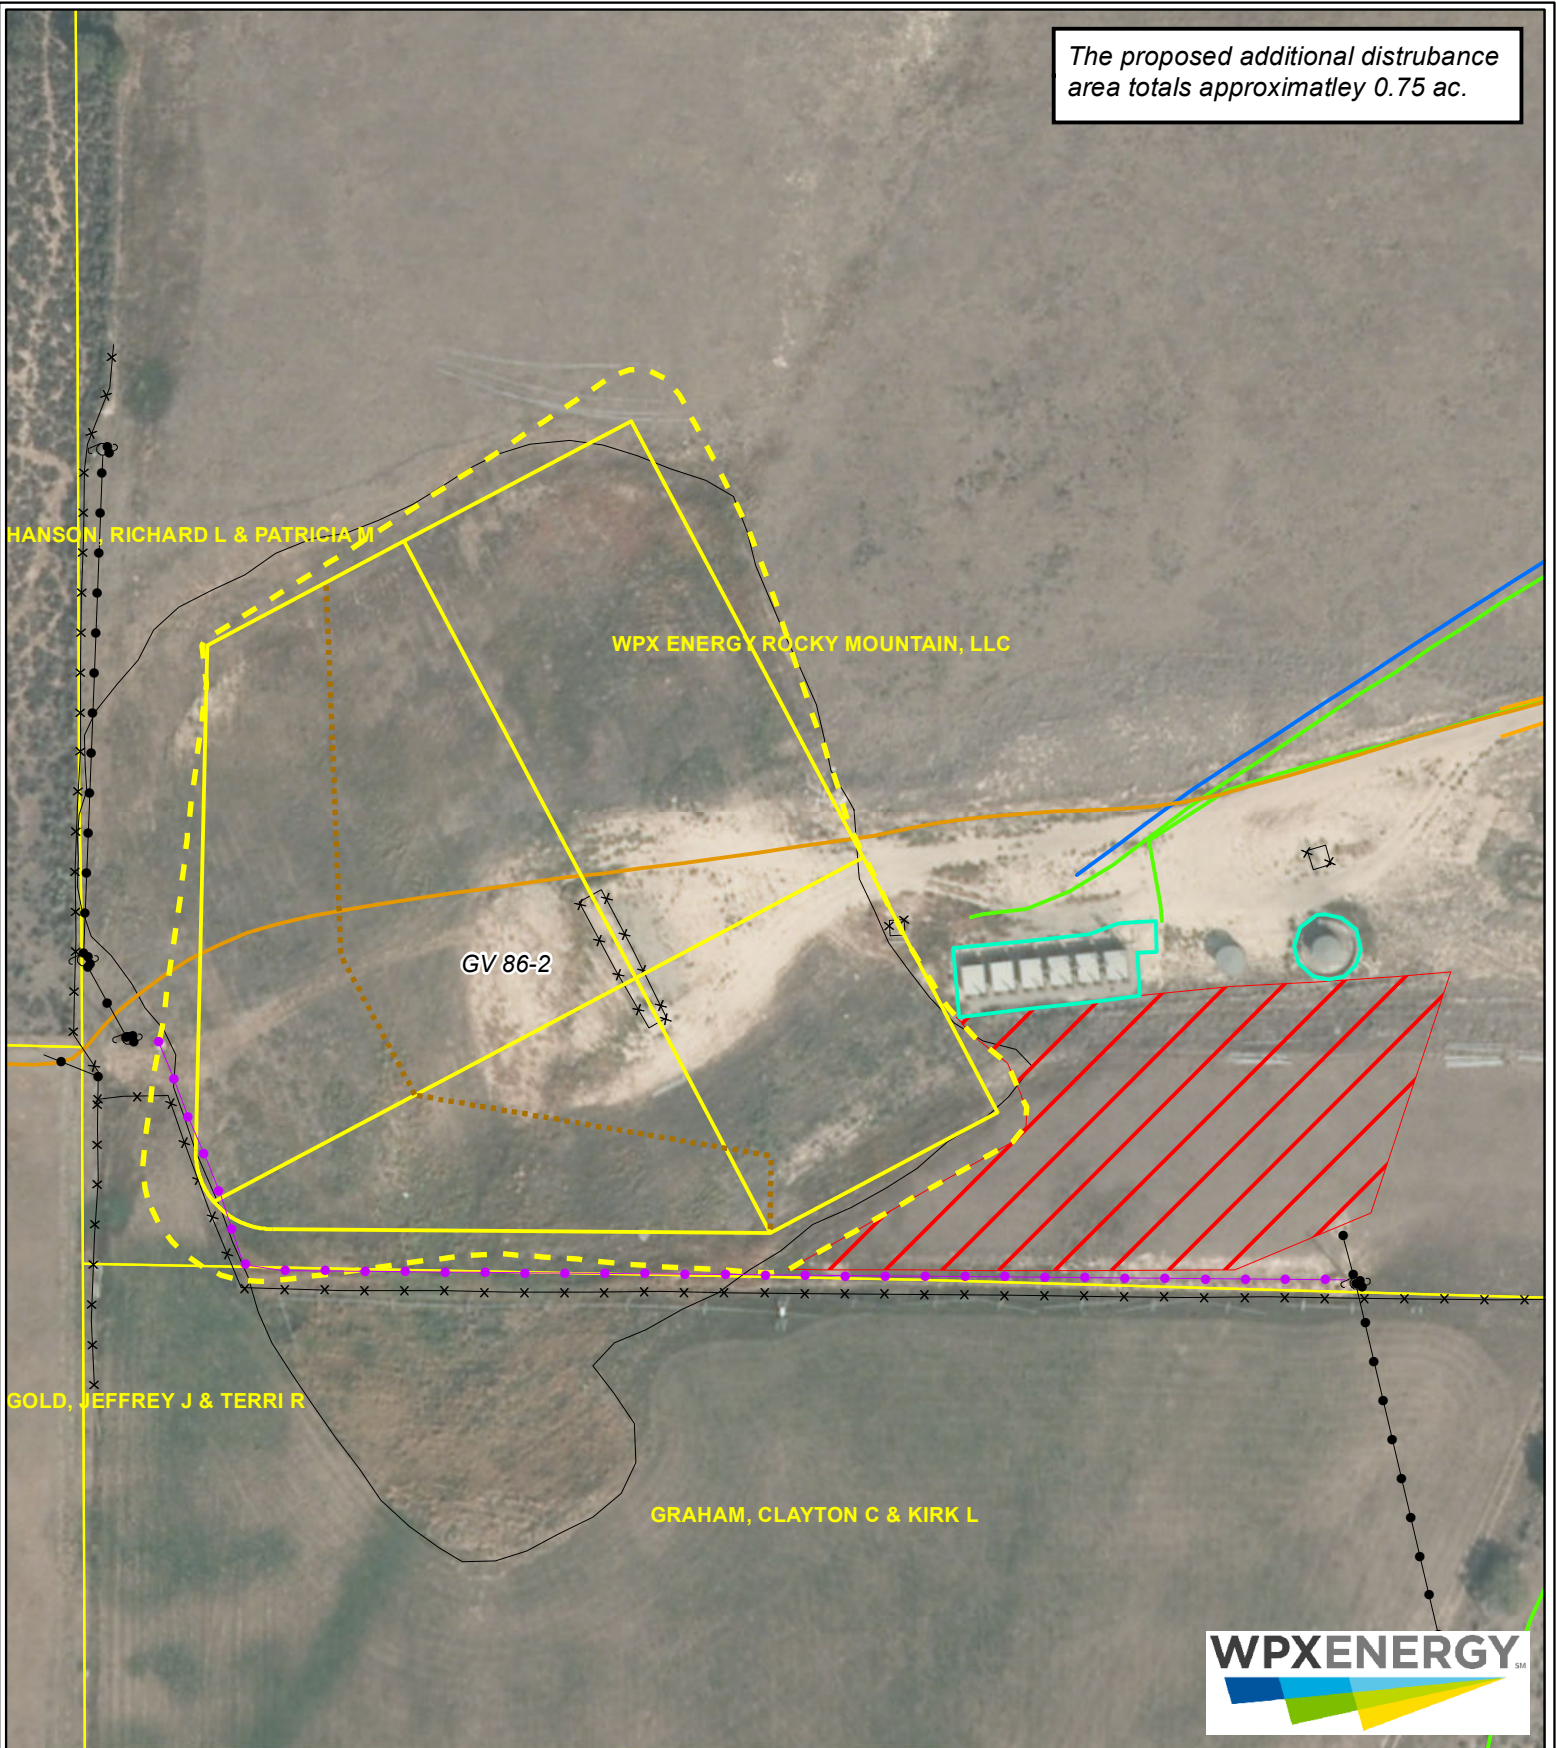 The proposed additional distrubance
area totals approximatley 0.75 ac.
HANSON, RICHARD L & PATRICIA M
WPX ENERGY ROCKY MOUNTAIN, LLC
GV 86-2
GOLD, JEFFREY J & TERRI R
GRAHAM, CLAYTON C & KIRK L
WPXENERGY SM